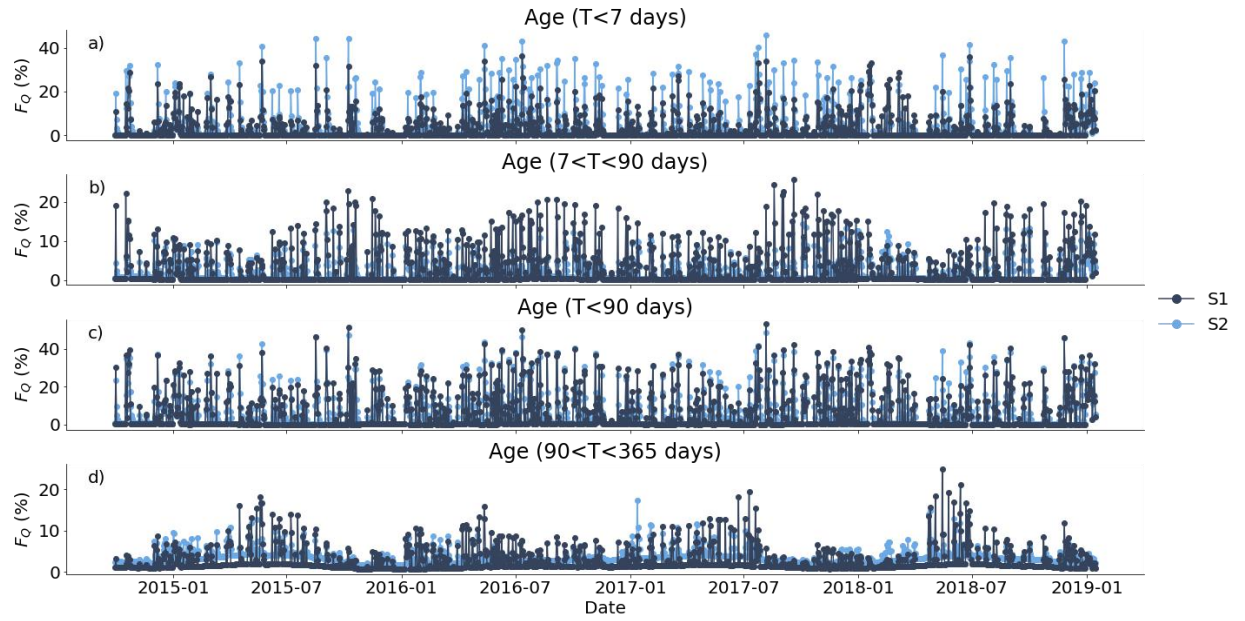 Age (T<7 days)
a)
F_Q (%)
40
20
0
Age (7<T<90 days)
b)
F_Q (%)
20
10
0
Age (T<90 days)
c)
F_Q (%)
40
20
0
S1
S2
Age (90<T<365 days)
d)
F_Q (%)
20
10
0
2015-01 2015-07 2016-01 2016-07 2017-01 2017-07 2018-01 2018-07 2019-01
Date